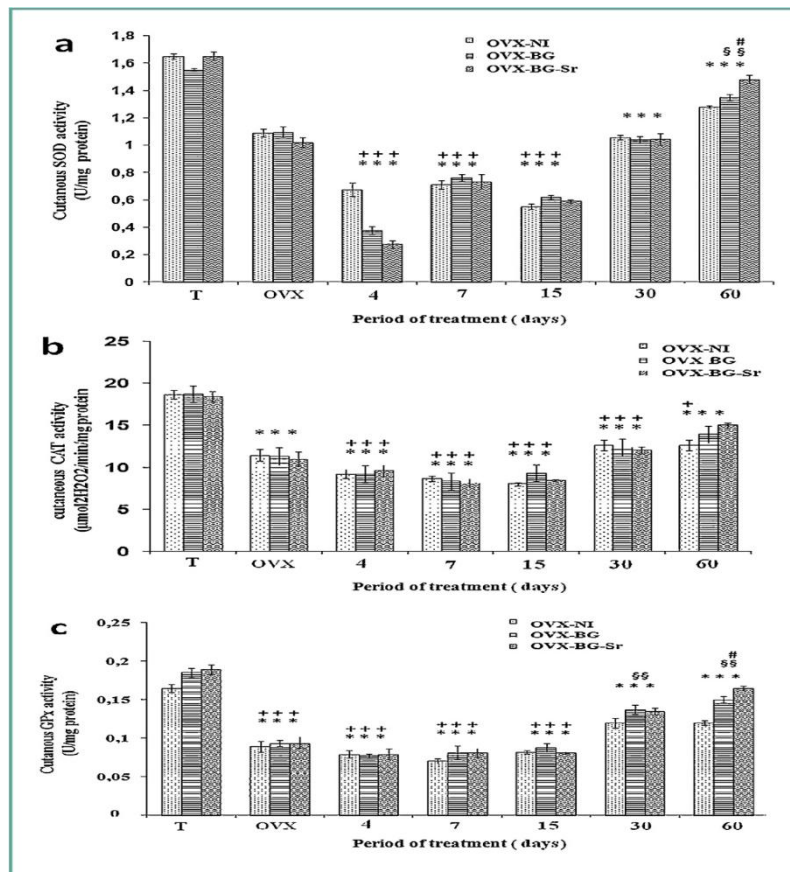 a
OVX-NI
OVX-BG
OVX-BG-Sr
Cutaneous SOD activity
(U/mg protein)
1,8
1,6
1,4
1,2
1
0,8
0,6
0,4
0,2
0
+++
***
+++
***
+++
***
***
#
§ §
***
T OVX 4 7 15 30 60
Period of treatment ( days)
b
OVX-NI
OVX BG
OVX-BG-Sr
cutaneous CAT activity
(µmol2H2O2/min/mg protein
25
20
15
10
5
0
* * *
+ + +
* * *
+ + +
* * *
+ + +
* * *
+++
***
+
* * *
T OVX 4 7 15 30 60
Period of treatment ( days)
c
OVX-NI
OVX-BG
OVX-BG-Sr
Cutanous GPx activity
(U/mg protein)
0,25
0,2
0,15
0,1
0,05
0
+++
***
+++
***
+++
***
+++
***
§§
* * *
#
§§
* * *
T OVX 4 7 15 30 60
Period of treatment ( days)